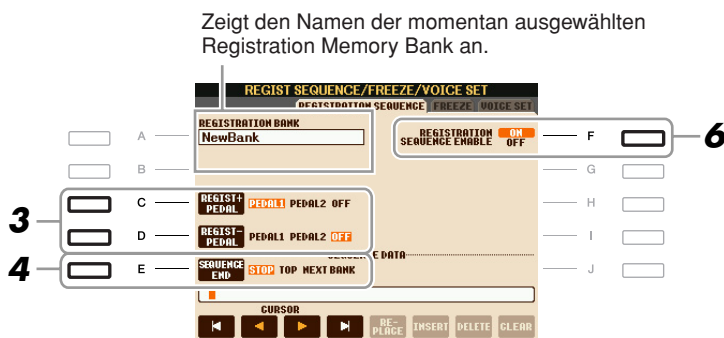 Zeigt den Namen der momentan ausgewählten
Registration Memory Bank an.
REGIST SEQUENCE/FREEZE/VOICE SET
REGISTRATION SEQUENCE FREEZE VOICE SET
REGISTRATION BANK
NewBank
REGISTRATION SEQUENCE ENABLE ON OFF
A
B
C
D
E
F
G
H
I
J
3
4
6
REGIST+ PEDAL PEDAL1 PEDAL2 OFF
REGIST- PEDAL PEDAL1 PEDAL2 OFF
DATA
SEQUENCE END STOP TOP NEXT BANK
CURSOR
RE-PLACE INSERT DELETE CLEAR